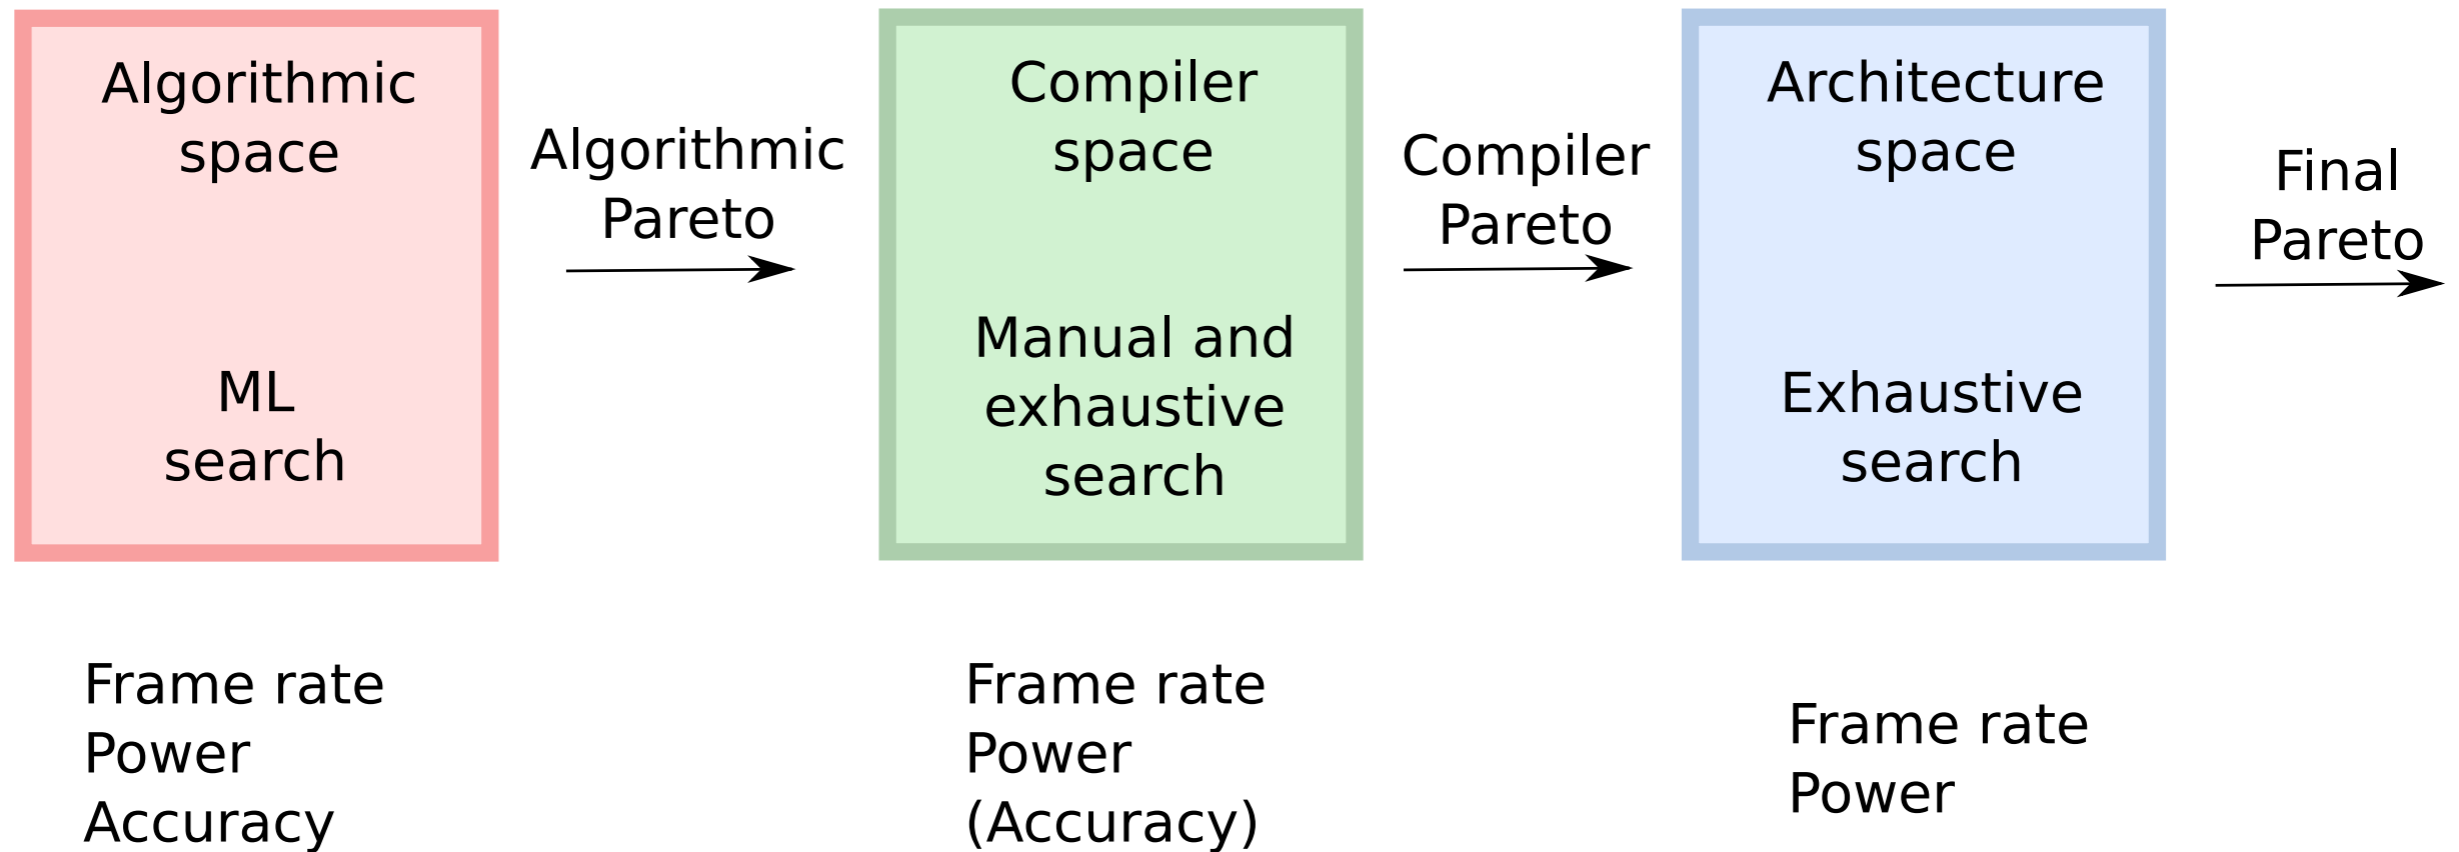 Algorithmic
space
ML
search
Frame rate
Power
Accuracy
Algorithmic
Pareto
Compiler
space
Manual and
exhaustive
search
Frame rate
Power
(Accuracy)
Compiler
Pareto
Architecture
space
Exhaustive
search
Frame rate
Power
Final
Pareto